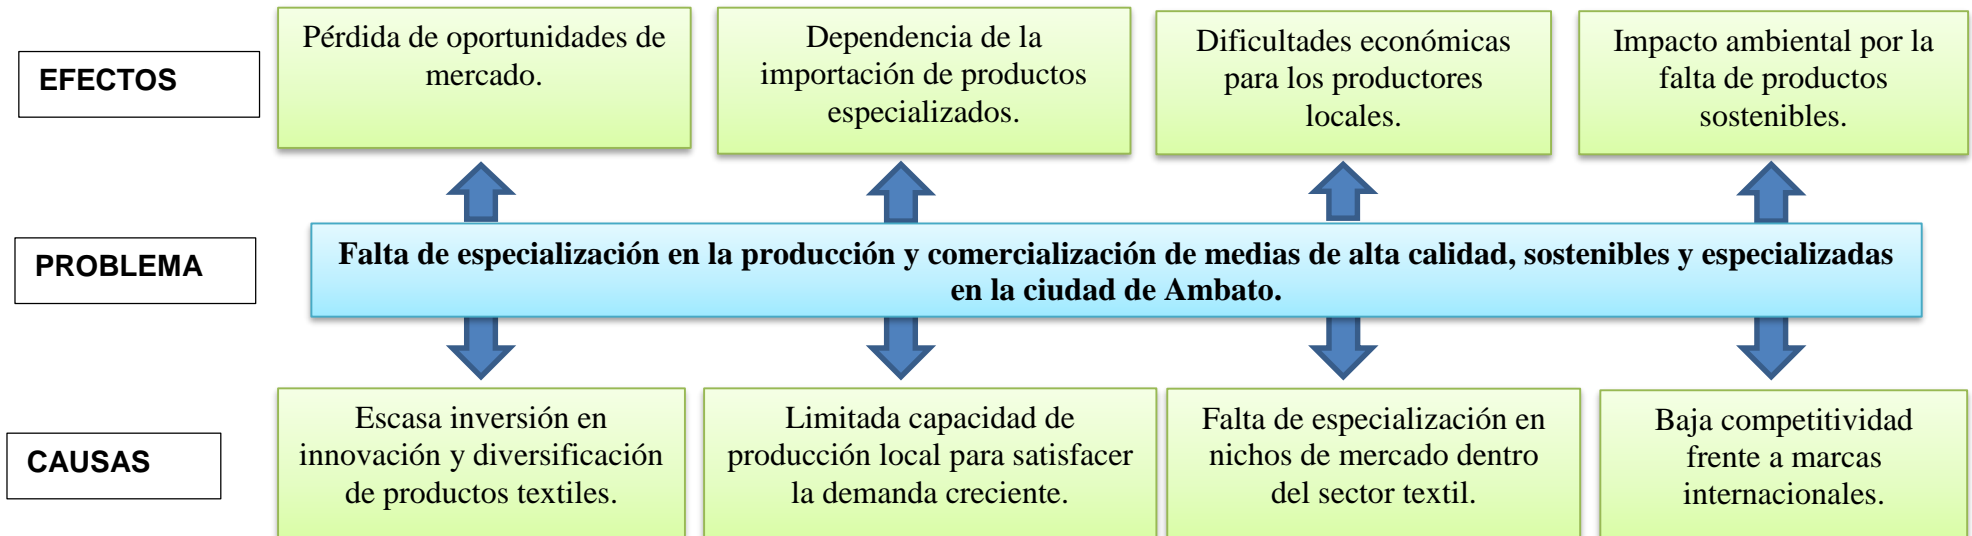 EFECTOS
Pérdida de oportunidades de
mercado.
Dependencia de la
importación de productos
especializados.
Dificultades económicas
para los productores
locales.
Impacto ambiental por la
falta de productos
sostenibles.
PROBLEMA
Falta de especialización en la producción y comercialización de medias de alta calidad, sostenibles y especializadas
en la ciudad de Ambato.
CAUSAS
Escasa inversión en
innovación y diversificación
de productos textiles.
Limitada capacidad de
producción local para satisfacer
la demanda creciente.
Falta de especialización en
nichos de mercado dentro
del sector textil.
Baja competitividad
frente a marcas
internacionales.